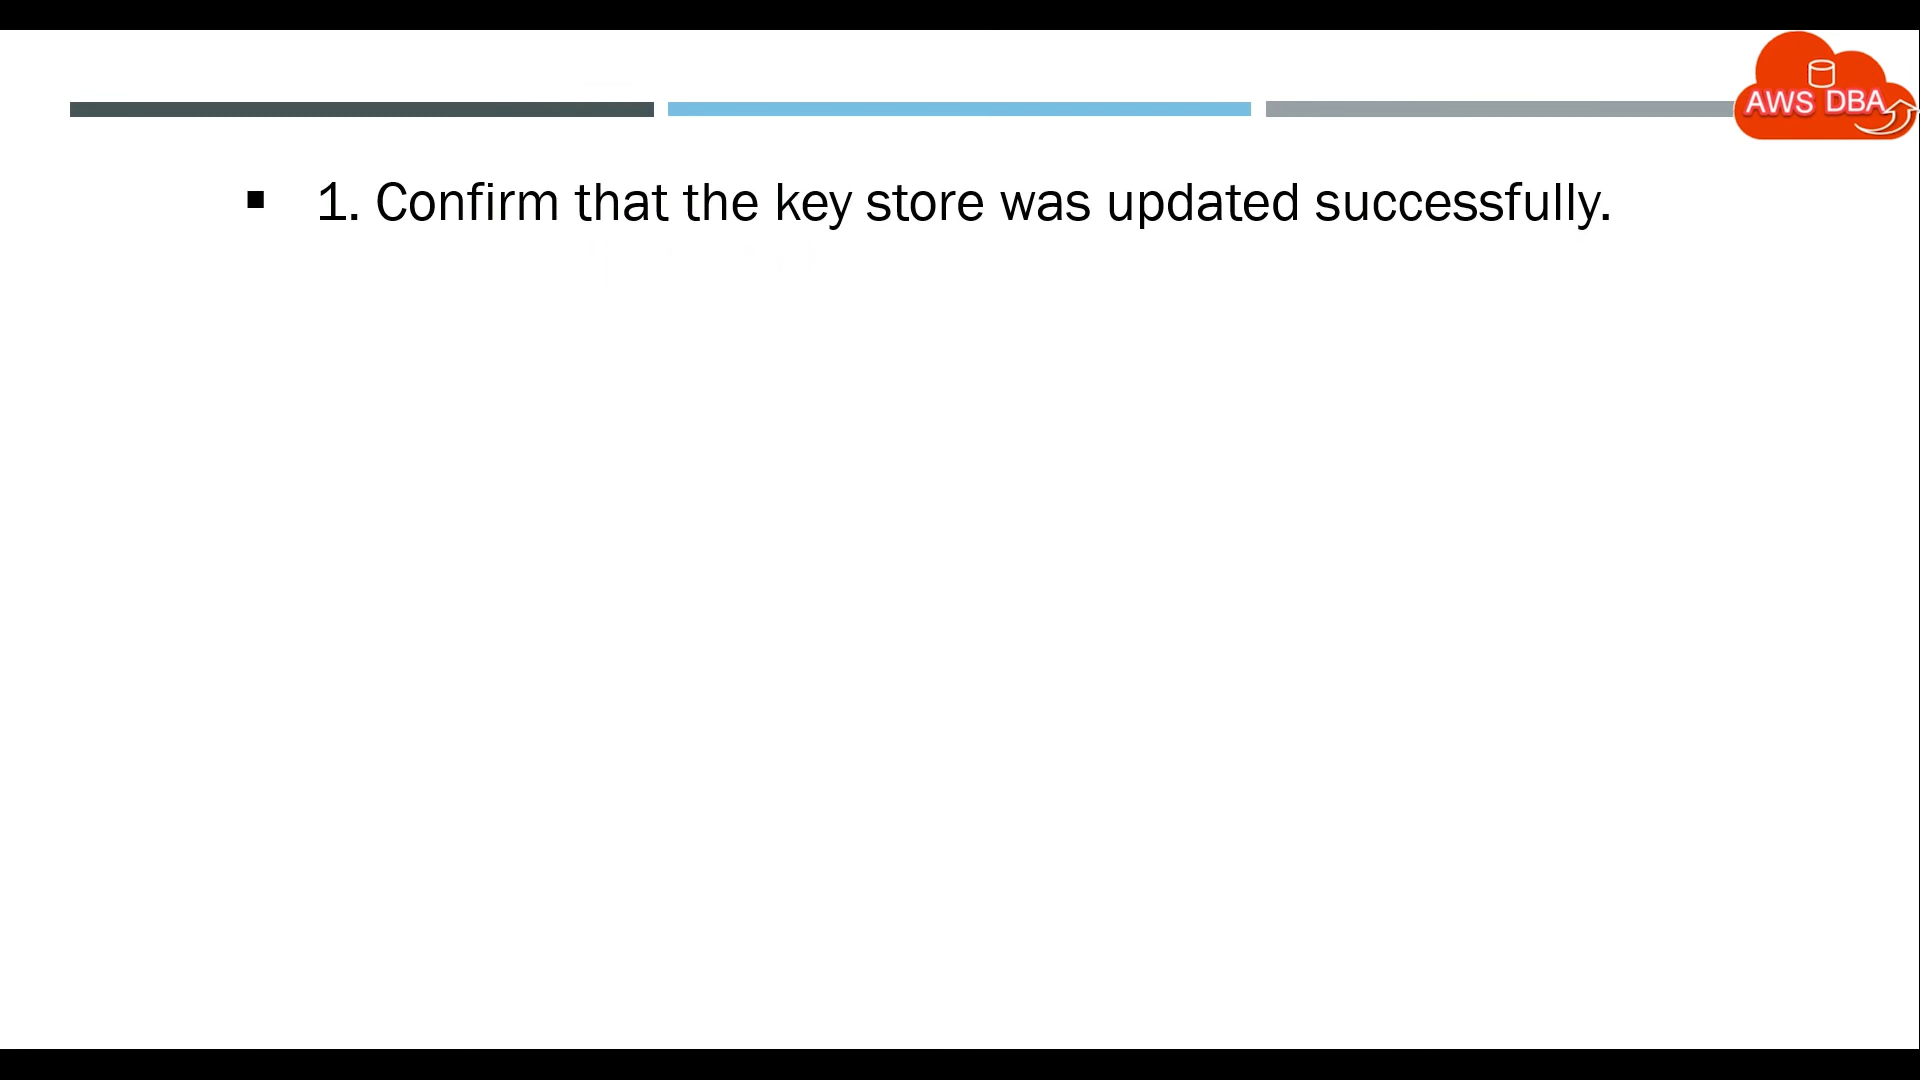 AWS DBA
1. Confirm that the key store was updated successfully.